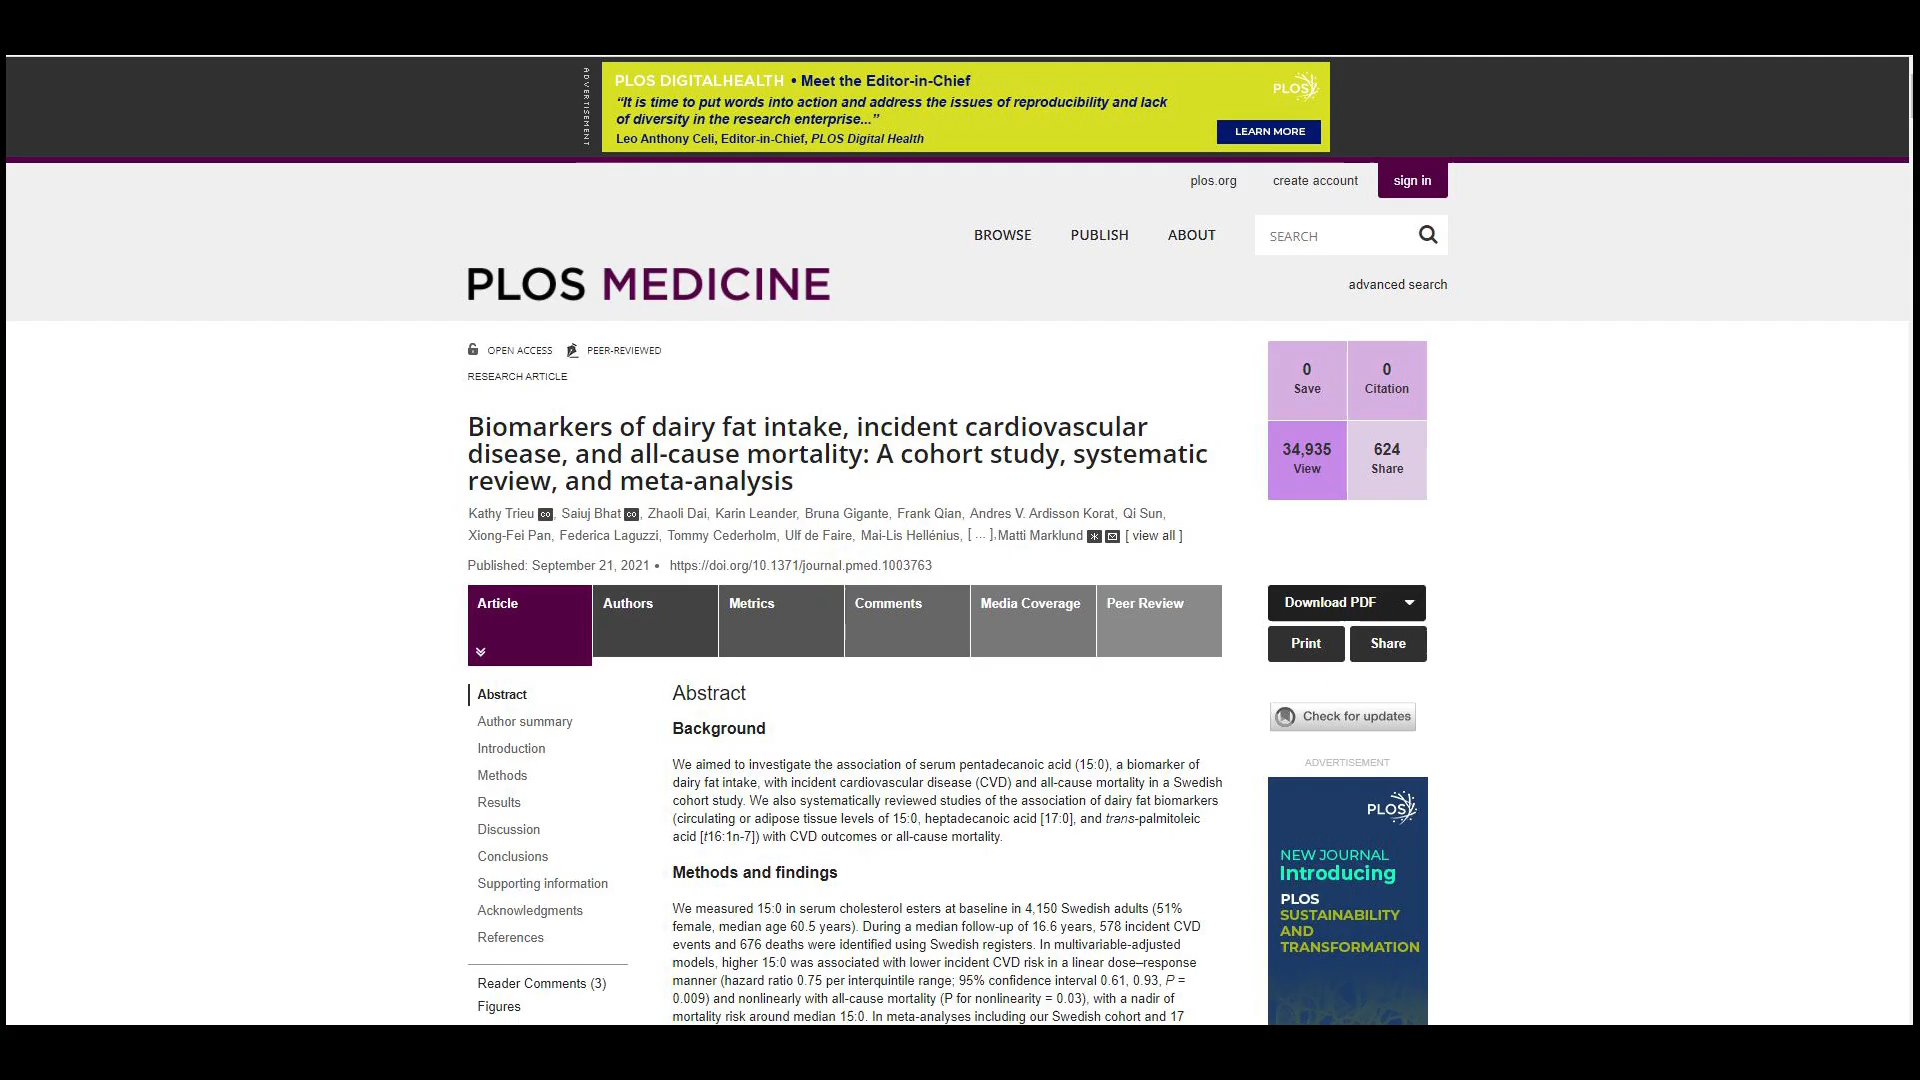 ADVERTISEMENT
PLOS DIGITALHEALTH • Meet the Editor-in-Chief
“It is time to put words into action and address the issues of reproducibility and lack
of diversity in the research enterprise...”
Leo Anthony Celi, Editor-in-Chief, PLOS Digital Health
PLOS
LEARN MORE
plos.org
create account
sign in
BROWSE
PUBLISH
ABOUT
SEARCH
PLOS MEDICINE
advanced search
OPEN ACCESS
PEER-REVIEWED
RESEARCH ARTICLE
Biomarkers of dairy fat intake, incident cardiovascular
disease, and all-cause mortality: A cohort study, systematic
review, and meta-analysis
Kathy Trieu co, Saiuj Bhat co, Zhaoli Dai, Karin Leander, Bruna Gigante, Frank Qian, Andres V. Ardisson Korat, Qi Sun,
Xiong-Fei Pan, Federica Laguzzi, Tommy Cederholm, Ulf de Faire, Mai-Lis Hellénius, [ ... ], Matti Marklund [ view all ]
Published: September 21, 2021 • https://doi.org/10.1371/journal.pmed.1003763
0
Save
0
Citation
34,935
View
624
Share
Article
Authors
Metrics
Comments
Media Coverage
Peer Review
Download PDF
Print
Share
Check for updates
Abstract
Author summary
Introduction
Methods
Results
Discussion
Conclusions
Supporting information
Acknowledgments
References
Reader Comments (3)
Figures
Abstract
Background
We aimed to investigate the association of serum pentadecanoic acid (15:0), a biomarker of
dairy fat intake, with incident cardiovascular disease (CVD) and all-cause mortality in a Swedish
cohort study. We also systematically reviewed studies of the association of dairy fat biomarkers
(circulating or adipose tissue levels of 15:0, heptadecanoic acid [17:0], and trans-palmitoleic
acid [t16:1n-7]) with CVD outcomes or all-cause mortality.
Methods and findings
We measured 15:0 in serum cholesterol esters at baseline in 4,150 Swedish adults (51%
female, median age 60.5 years). During a median follow-up of 16.6 years, 578 incident CVD
events and 676 deaths were identified using Swedish registers. In multivariable-adjusted
models, higher 15:0 was associated with lower incident CVD risk in a linear dose–response
manner (hazard ratio 0.75 per interquintile range; 95% confidence interval 0.61, 0.93, P =
0.009) and nonlinearly with all-cause mortality (P for nonlinearity = 0.03), with a nadir of
mortality risk around median 15:0. In meta-analyses including our Swedish cohort and 17
ADVERTISEMENT
PLOS
NEW JOURNAL
Introducing
PLOS
SUSTAINABILITY
AND
TRANSFORMATION